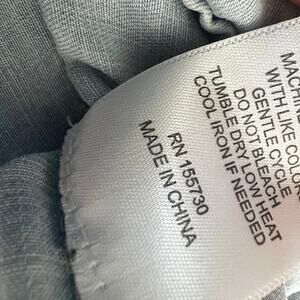 MACHINE
WITH LIKE COLO
GENTLE CYCLE
DO NOT BLEACH
TUMBLE DRY LOW HEAT
COOL IRON IF NEEDED
RN 155730
MADE IN CHINA